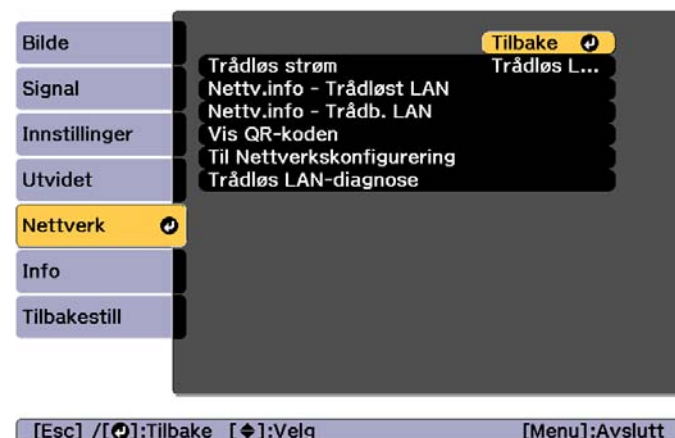 Bilde
Signal
Innstillinger
Utvidet
Nettverk
Info
Tilbakestill
Tilbake
Trådløs strøm Trådløs L...
Nettv.info - Trådløst LAN
Nettv.info - Trådb. LAN
Vis QR-koden
Til Nettverkskonfigurering
Trådløs LAN-diagnose
[Esc] /[ ]:Tilbake [ ]:Velg [Menu]:Avslutt